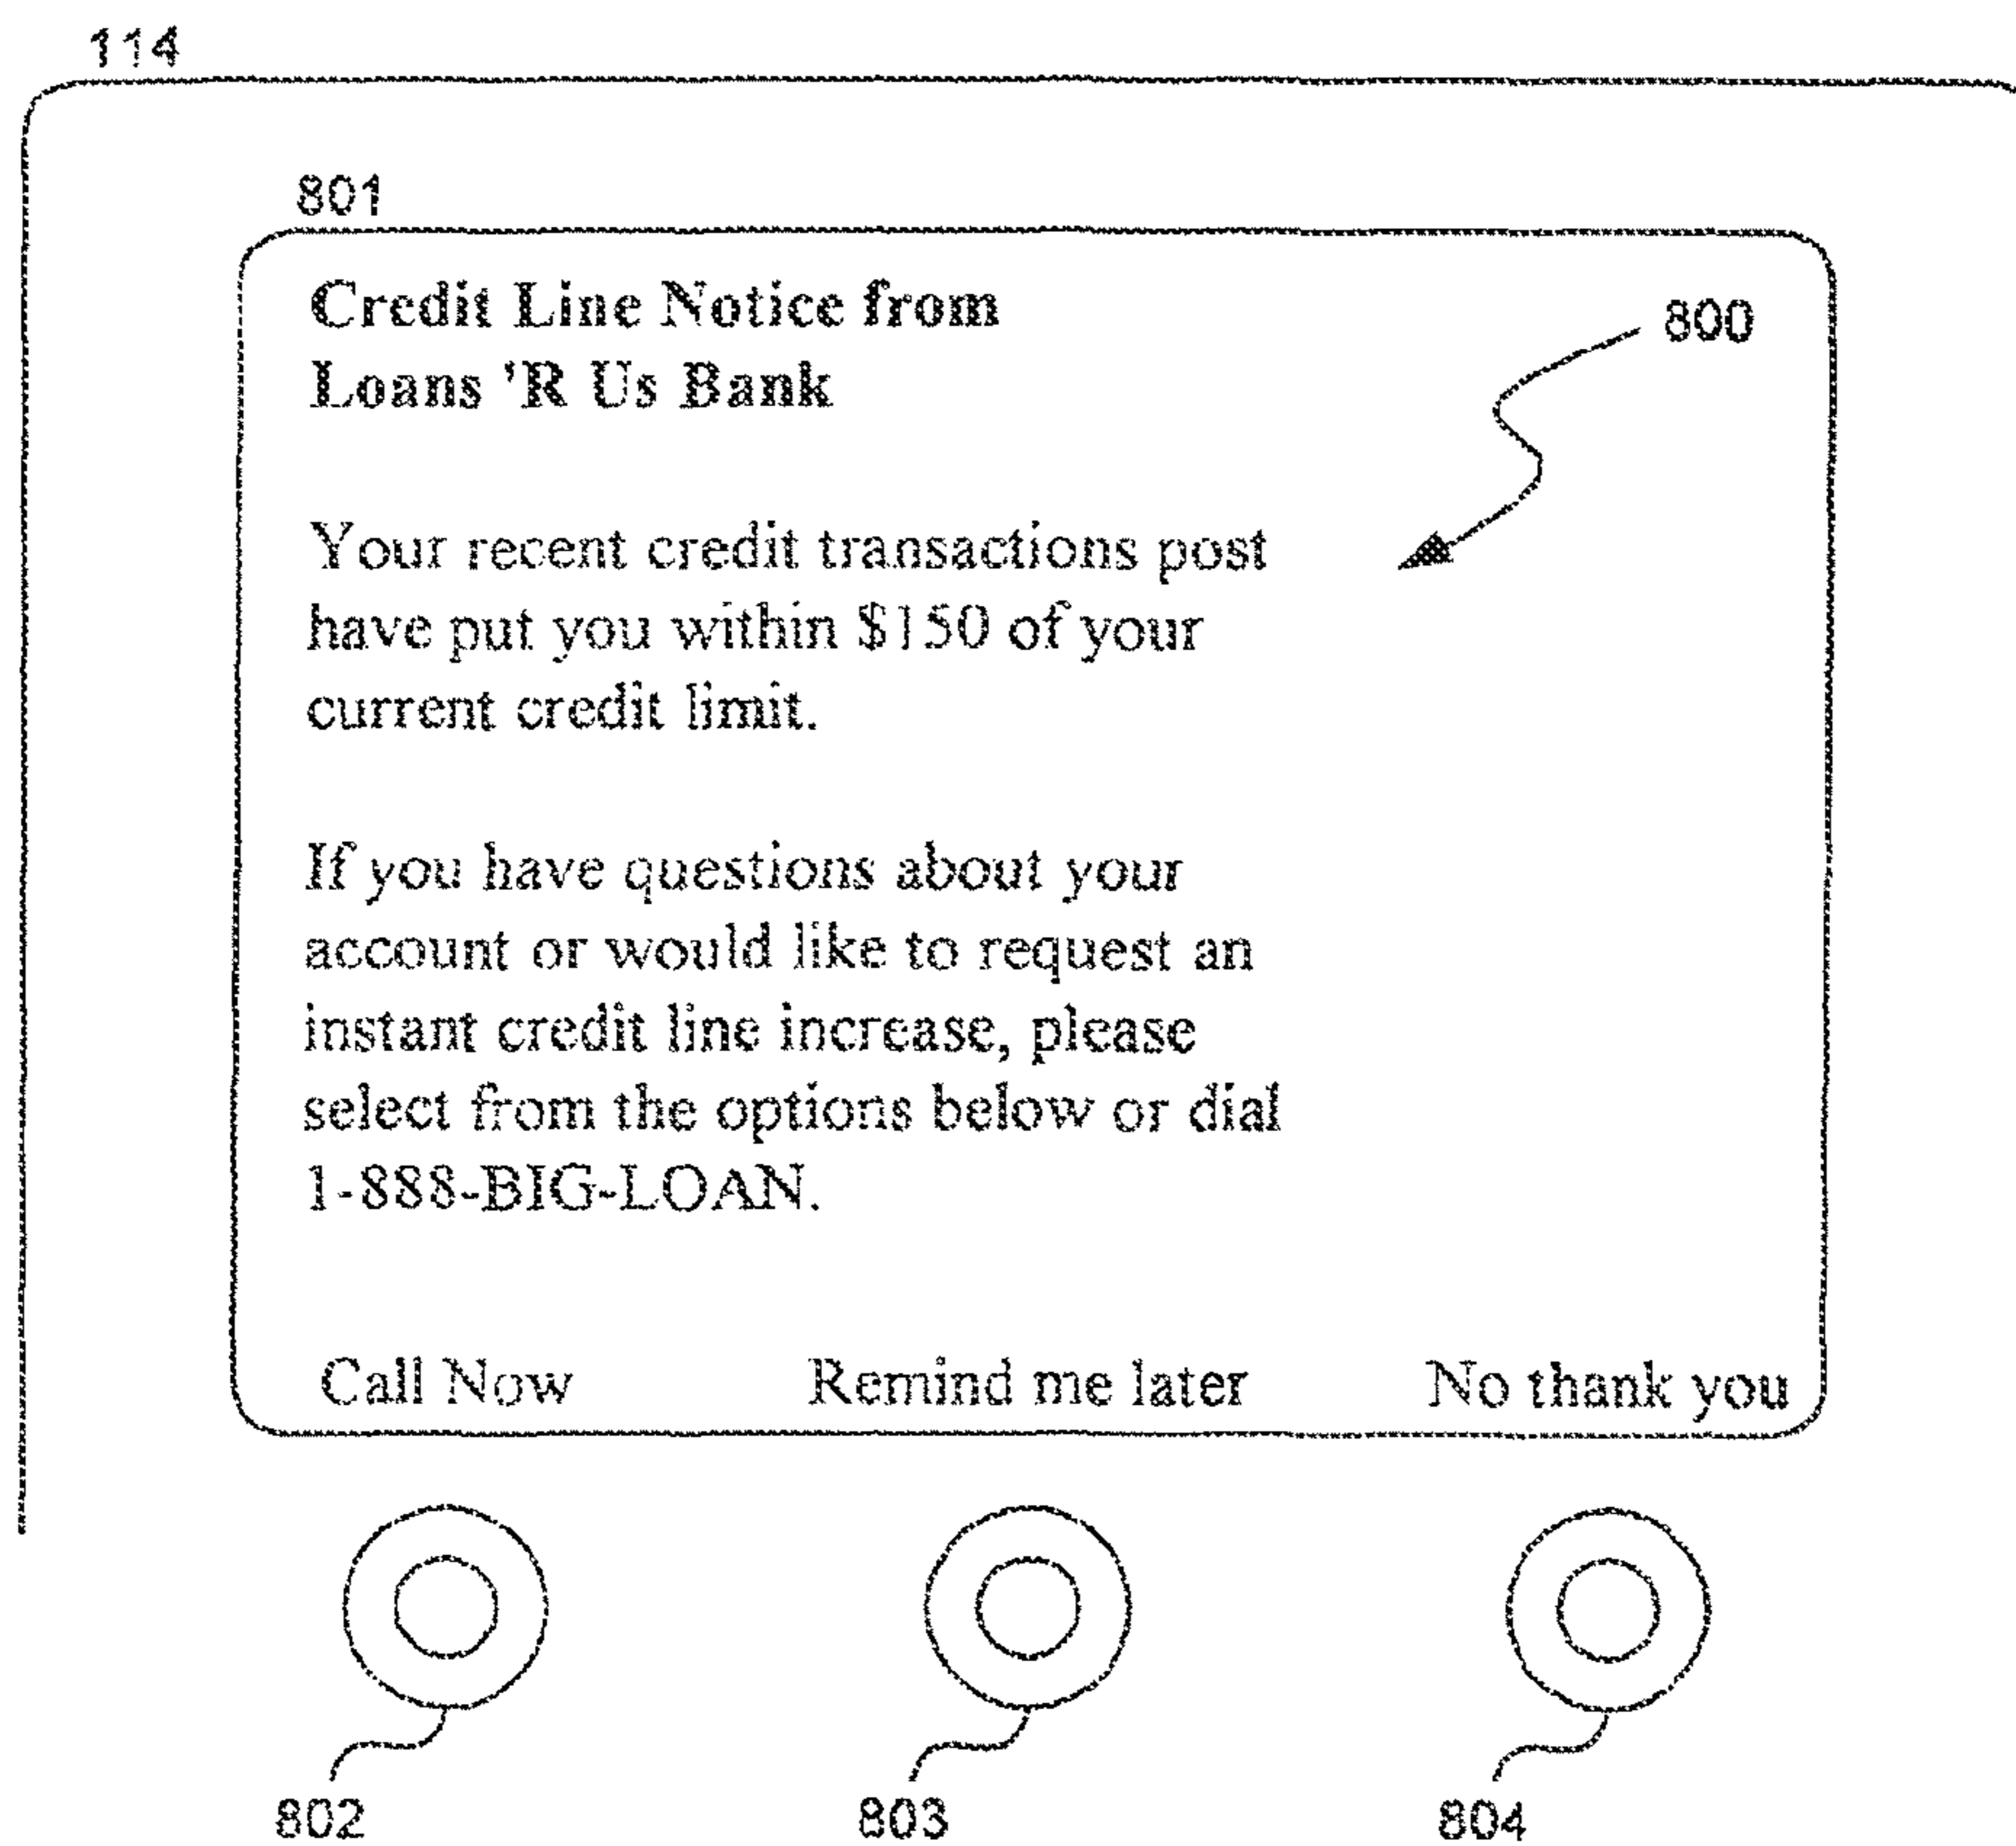 114
801
Credit Line Notice from
800
Loans 'R Us Bank
Your recent credit transactions post
have put you within $150 of your
current credit limit.
If you have questions about your
account or would like to request an
instant credit line increase, please
select from the options below or dial
1-888-BIG-LOAN.
Call Now Remind me later No thank you
802 803 804